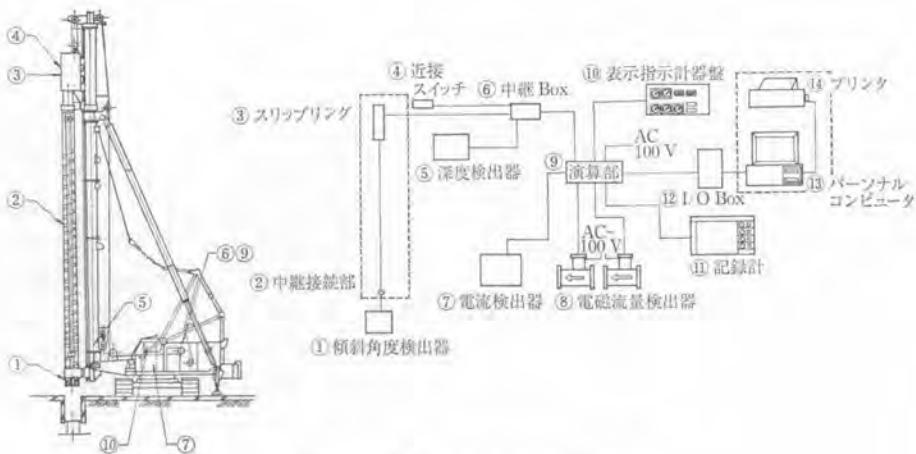 ④
③
②
⑤
①
⑥ ⑨
⑩
⑦
③ スリップリング
④ 近接
スイッチ
⑥ 中継 Box
⑤ 深度検出器
② 中継接続部
① 傾斜角度検出器
⑩ 表示指示計器盤
AC
100 V
⑨
演算部
⑫ I/O Box
⑭ プリンタ
⑬ パーソナル
コンピュータ
⑪ 記録計
AC~
100 V
⑦ 電流検出器
⑧ 電磁流量検出器